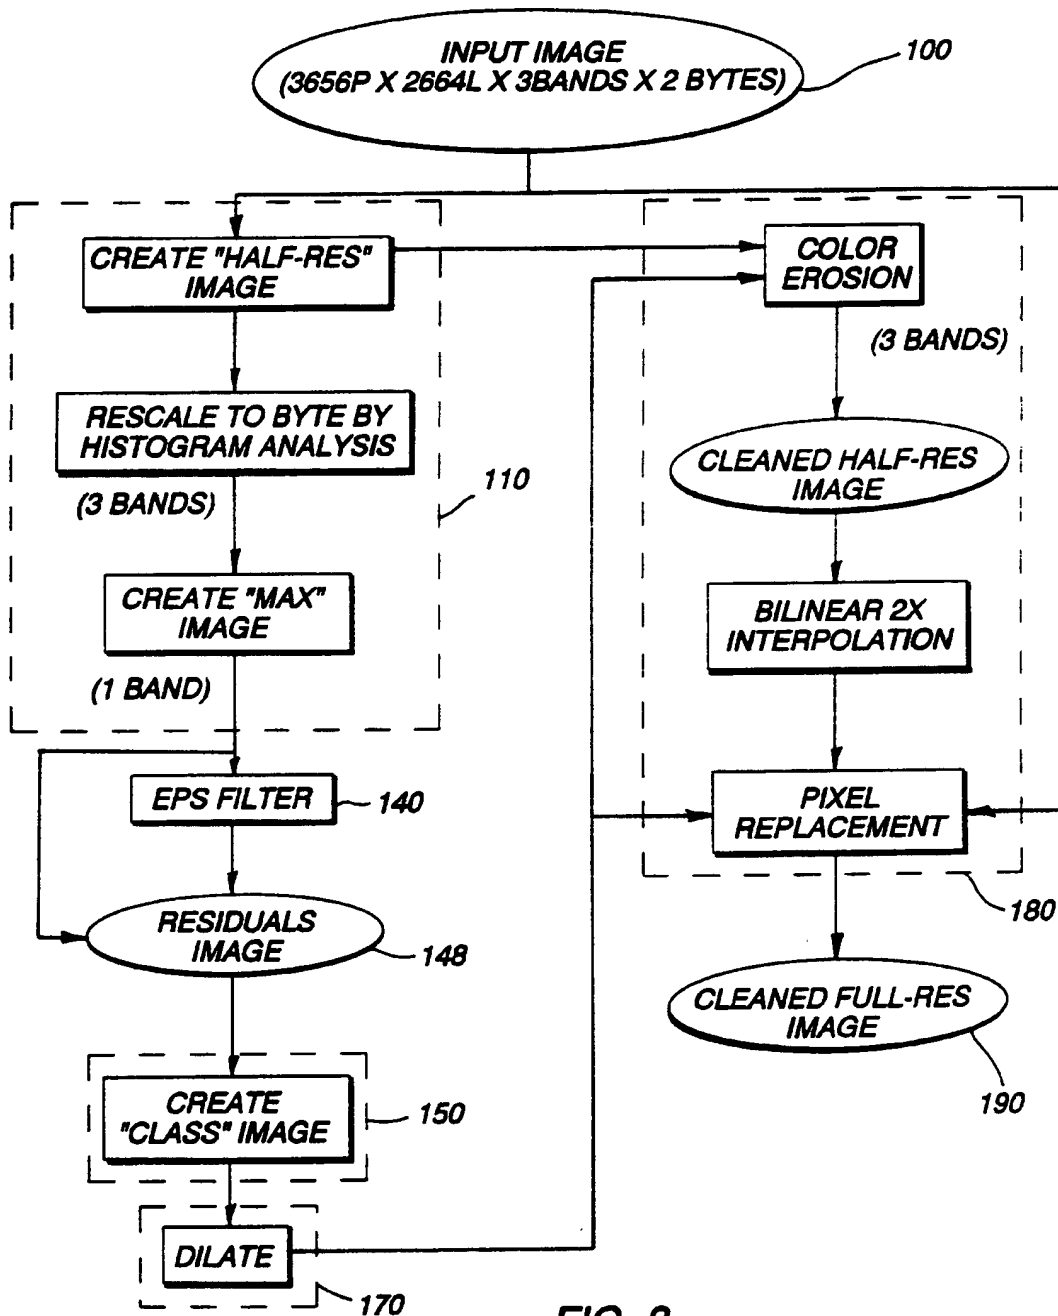 INPUT IMAGE
(3656P X 2664L X 3BANDS X 2 BYTES)
100
CREATE "HALF-RES"
IMAGE
RESCALE TO BYTE BY
HISTOGRAM ANALYSIS
(3 BANDS)
110
CREATE "MAX"
IMAGE
(1 BAND)
EPS FILTER
140
RESIDUALS
IMAGE
148
CREATE
"CLASS" IMAGE
150
DILATE
170
COLOR
EROSION
(3 BANDS)
CLEANED HALF-RES
IMAGE
BILINEAR 2X
INTERPOLATION
PIXEL
REPLACEMENT
180
CLEANED FULL-RES
IMAGE
190